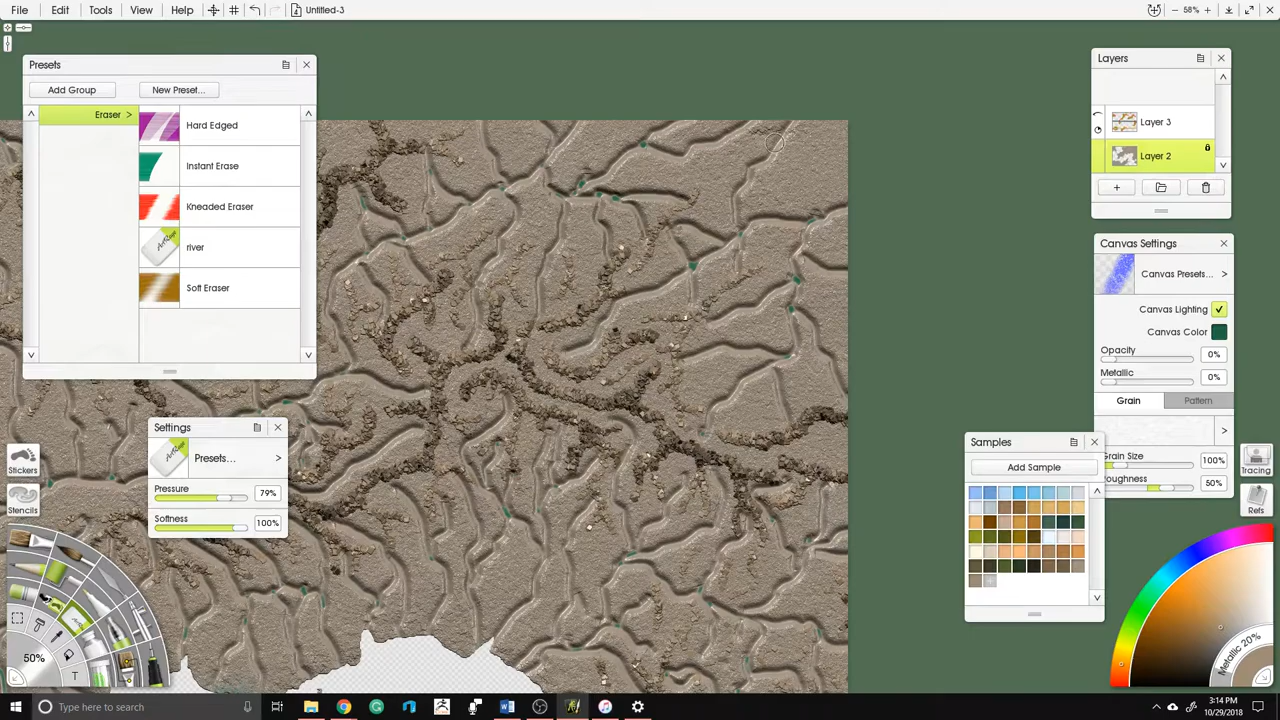 File Edit Tools View Help Untitled-3 58%
Presets
Add Group New Preset...
Eraser >
Hard Edged
Instant Erase
Kneaded Eraser
ArtRage
river
Soft Eraser
Layers
Layer 3
Layer 2
Canvas Settings
Canvas Presets... >
Canvas Lighting
Canvas Color
Opacity 0%
Metallic 0%
Grain Pattern
Grain Size 100%
Roughness 50%
Settings
Presets... >
Pressure 79%
Softness 100%
Samples
Add Sample
Stickers
Stencils
Tracing
Refs
50%
T
Metallic 20%
Type here to search
3:14 PM
10/29/2018